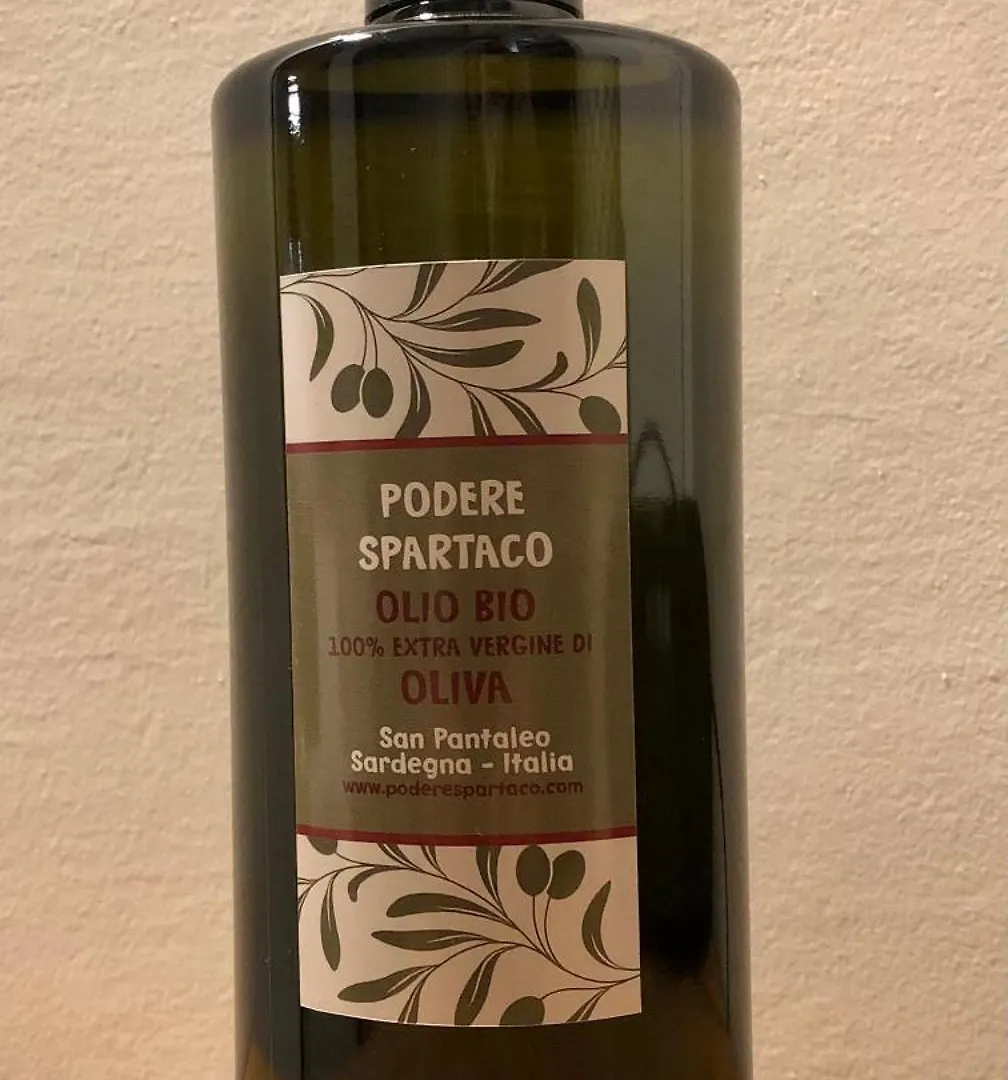 PODERE
SPARTACO
OLIO BIO
100% EXTRA VERGINE DI
OLIVA
San Pantaleo
Sardegna - Italia
www.poderespartaco.com